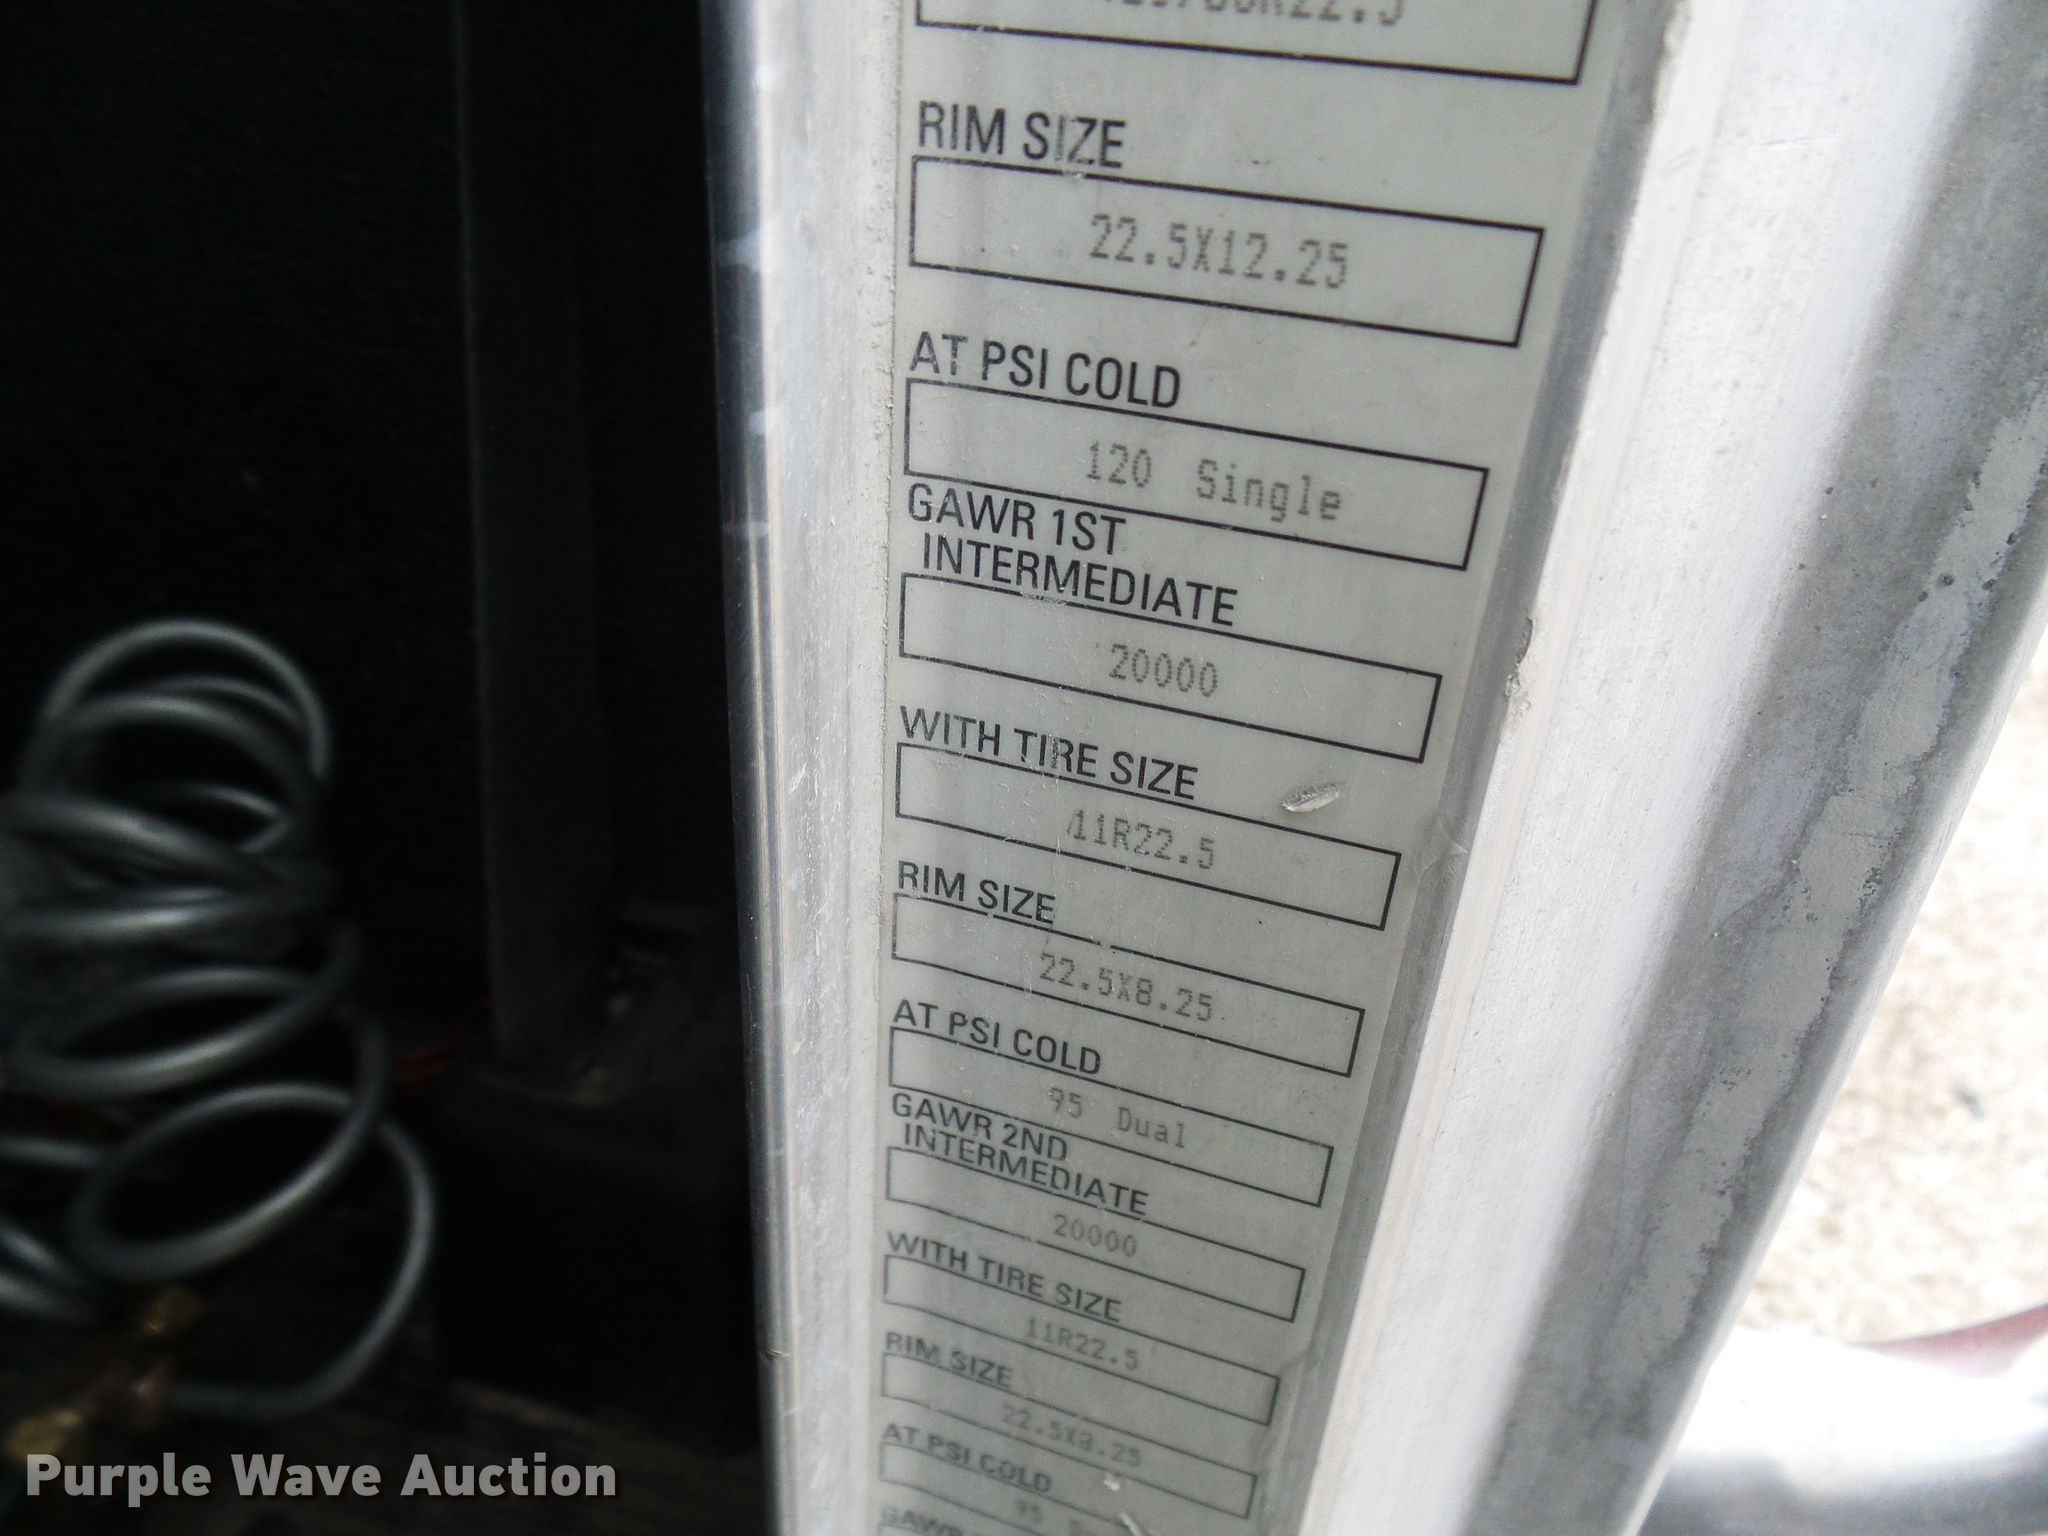 RIM SIZE
22.5X12.25
AT PSI COLD
120 Single
GAWR 1ST
INTERMEDIATE
20000
WITH TIRE SIZE
11R22.5
RIM SIZE
22.5X8.25
AT PSI COLD
95 Dual
GAWR 2ND
INTERMEDIATE
20000
WITH TIRE SIZE
11R22.5
RIM SIZE
22.5X8.25
AT PSI COLD
95
GAWR
Purple Wave Auction